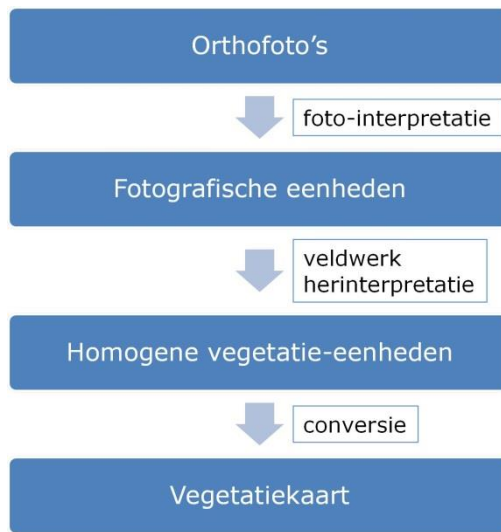 Orthofoto’s
foto-interpretatie
Fotografische eenheden
veldwerk
herinterpretatie
Homogene vegetatie-eenheden
conversie
Vegetatiekaart